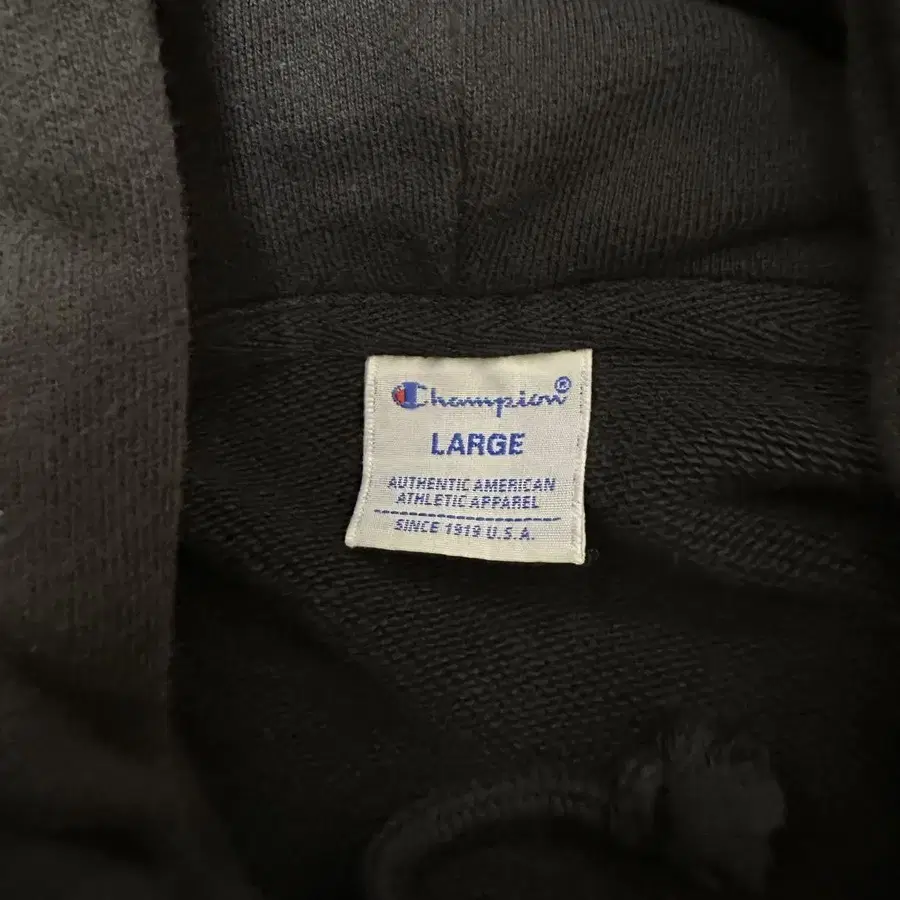 Champion®
LARGE
AUTHENTIC AMERICAN
ATHLETIC APPAREL
SINCE 1919 U.S.A.